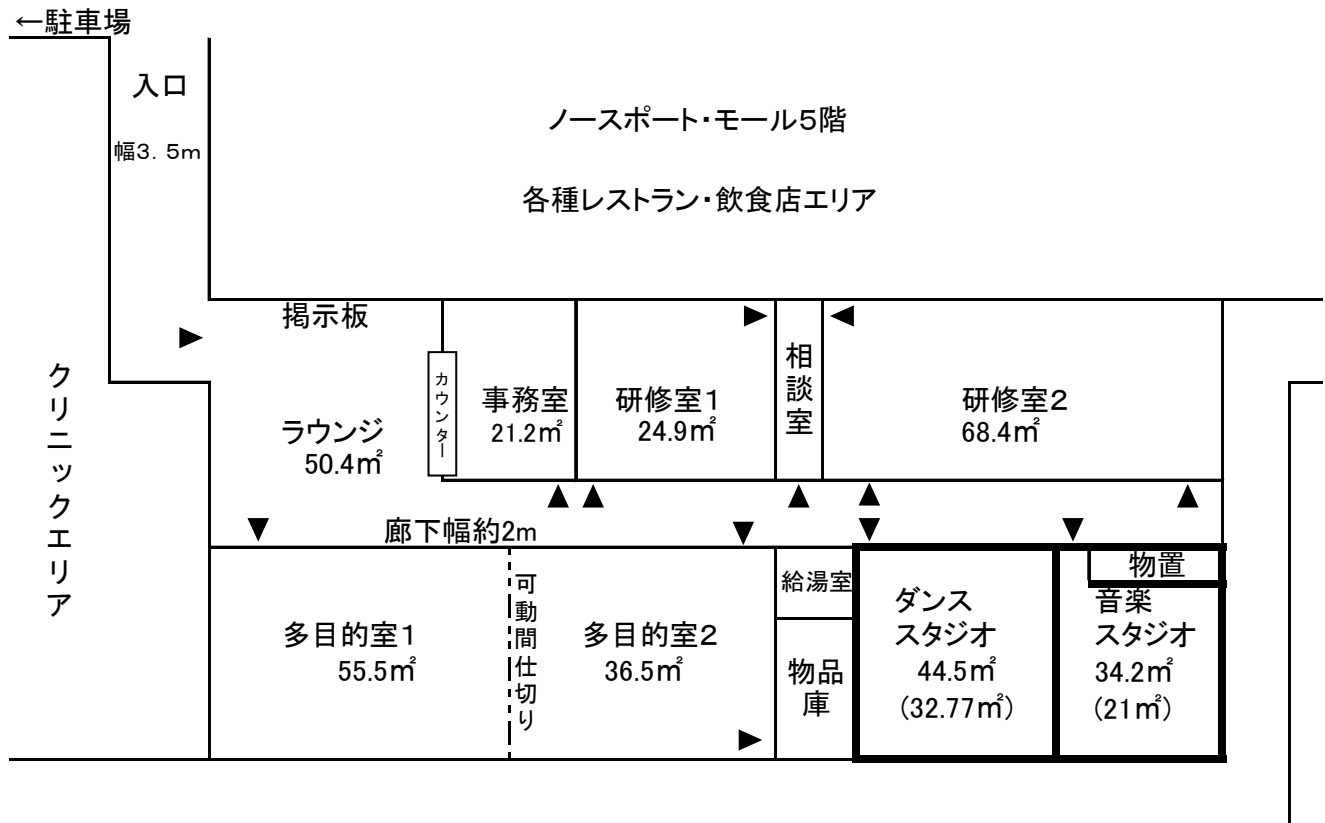 ←駐車場
入口
幅3．5m
ノースポート・モール5階
各種レストラン・飲食店エリア
掲示板
カウンター
事務室
21.2㎡
研修室1
24.9㎡
相談室
研修室2
68.4㎡
ラウンジ
50.4㎡
クリニックエリア
廊下幅約2m
多目的室1
55.5㎡
可動間仕切り
多目的室2
36.5㎡
給湯室
物品
庫
ダンス
スタジオ
44.5㎡
(32.77㎡)
物置
音楽
スタジオ
34.2㎡
(21㎡)